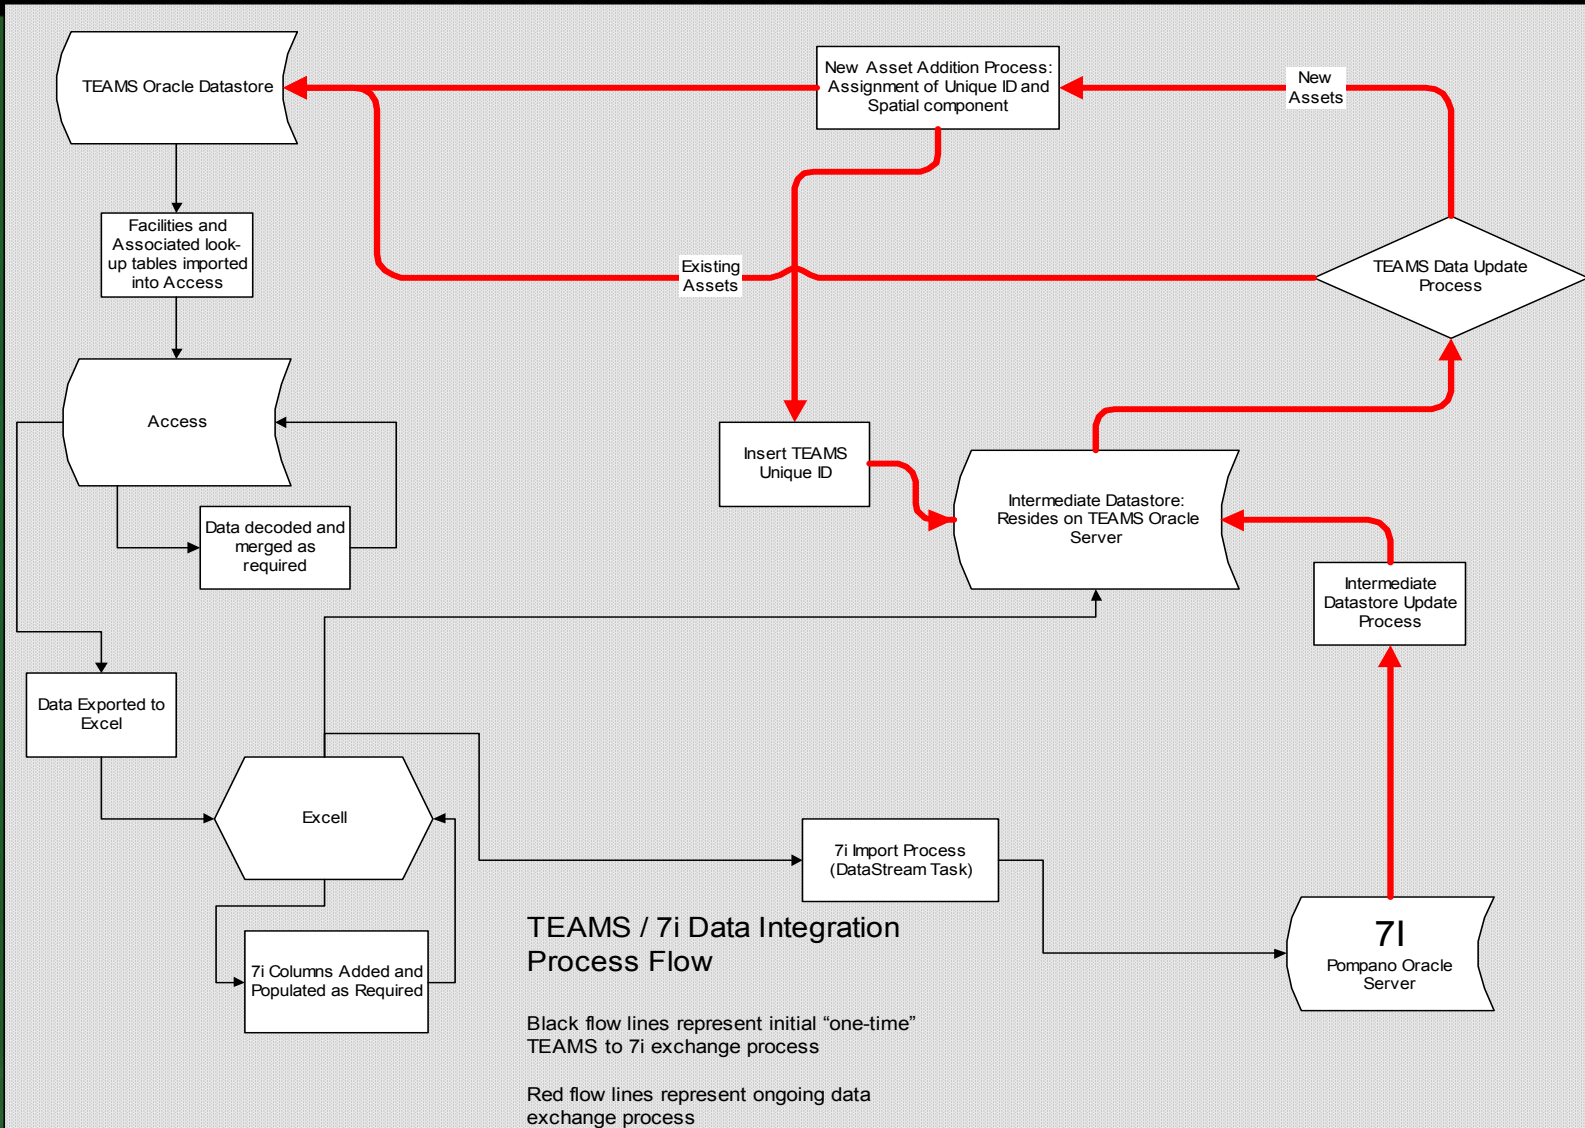 TEAMS Oracle Datastore
New Asset Addition Process:
Assignment of Unique ID and
Spatial component
New
Assets
Facilities and
Associated look-
up tables imported
into Access
Existing
Assets
TEAMS Data Update
Process
Access
Insert TEAMS
Unique ID
Intermediate Datastore:
Resides on TEAMS Oracle
Server
Data decoded and
merged as
required
Intermediate
Datastore Update
Process
Data Exported to
Excel
Excell
7i Import Process
(DataStream Task)
7I
Pompano Oracle
Server
7i Columns Added and
Populated as Required
TEAMS / 7i Data Integration
Process Flow
Black flow lines represent initial “one-time”
TEAMS to 7i exchange process
Red flow lines represent ongoing data
exchange process